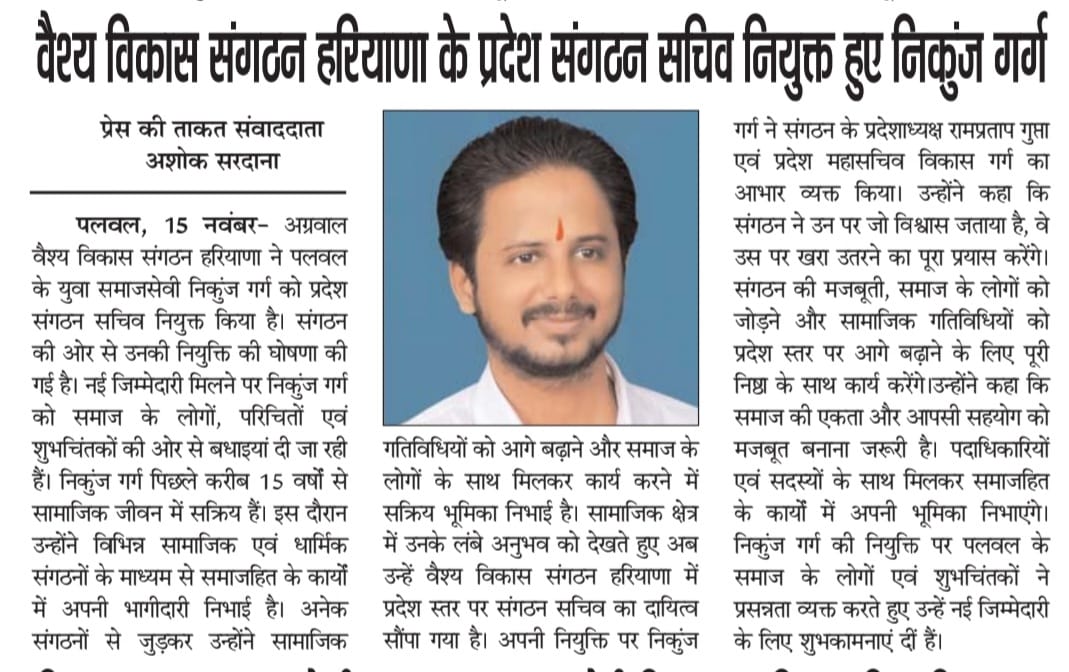 वैश्य विकास संगठन हरियाणा के प्रदेश संगठन सचिव नियुक्त हुए निकुंज गर्ग
प्रेस की ताकत संवाददाता
अशोक सरदाना
पलवल, 15 नवंबर- अग्रवाल
वैश्य विकास संगठन हरियाणा ने पलवल
के युवा समाजसेवी निकुंज गर्ग को प्रदेश
संगठन सचिव नियुक्त किया है। संगठन
की ओर से उनकी नियुक्ति की घोषणा की
गई है। नई जिम्मेदारी मिलने पर निकुंज गर्ग
को समाज के लोगों, परिचितों एवं
शुभचिंतकों की ओर से बधाइयां दी जा रही
हैं। निकुंज गर्ग पिछले करीब 15 वर्षों से
सामाजिक जीवन में सक्रिय हैं। इस दौरान
उन्होंने विभिन्न सामाजिक एवं धार्मिक
संगठनों के माध्यम से समाजहित के कार्यों
में अपनी भागीदारी निभाई है। अनेक
संगठनों से जुड़कर उन्होंने सामाजिक
गतिविधियों को आगे बढ़ाने और समाज के
लोगों के साथ मिलकर कार्य करने में
सक्रिय भूमिका निभाई है। सामाजिक क्षेत्र
में उनके लंबे अनुभव को देखते हुए अब
उन्हें वैश्य विकास संगठन हरियाणा में
प्रदेश स्तर पर संगठन सचिव का दायित्व
सौंपा गया है। अपनी नियुक्ति पर निकुंज
गर्ग ने संगठन के प्रदेशाध्यक्ष रामप्रताप गुप्ता
एवं प्रदेश महासचिव विकास गर्ग का
आभार व्यक्त किया। उन्होंने कहा कि
संगठन ने उन पर जो विश्वास जताया है, वे
उस पर खरा उतरने का पूरा प्रयास करेंगे।
संगठन की मजबूती, समाज के लोगों को
जोड़ने और सामाजिक गतिविधियों को
प्रदेश स्तर पर आगे बढ़ाने के लिए पूरी
निष्ठा के साथ कार्य करेंगे।उन्होंने कहा कि
समाज की एकता और आपसी सहयोग को
मजबूत बनाना जरूरी है। पदाधिकारियों
एवं सदस्यों के साथ मिलकर समाजहित
के कार्यों में अपनी भूमिका निभाएंगे।
निकुंज गर्ग की नियुक्ति पर पलवल के
समाज के लोगों एवं शुभचिंतकों ने
प्रसन्नता व्यक्त करते हुए उन्हें नई जिम्मेदारी
के लिए शुभकामनाएं दीं हैं।